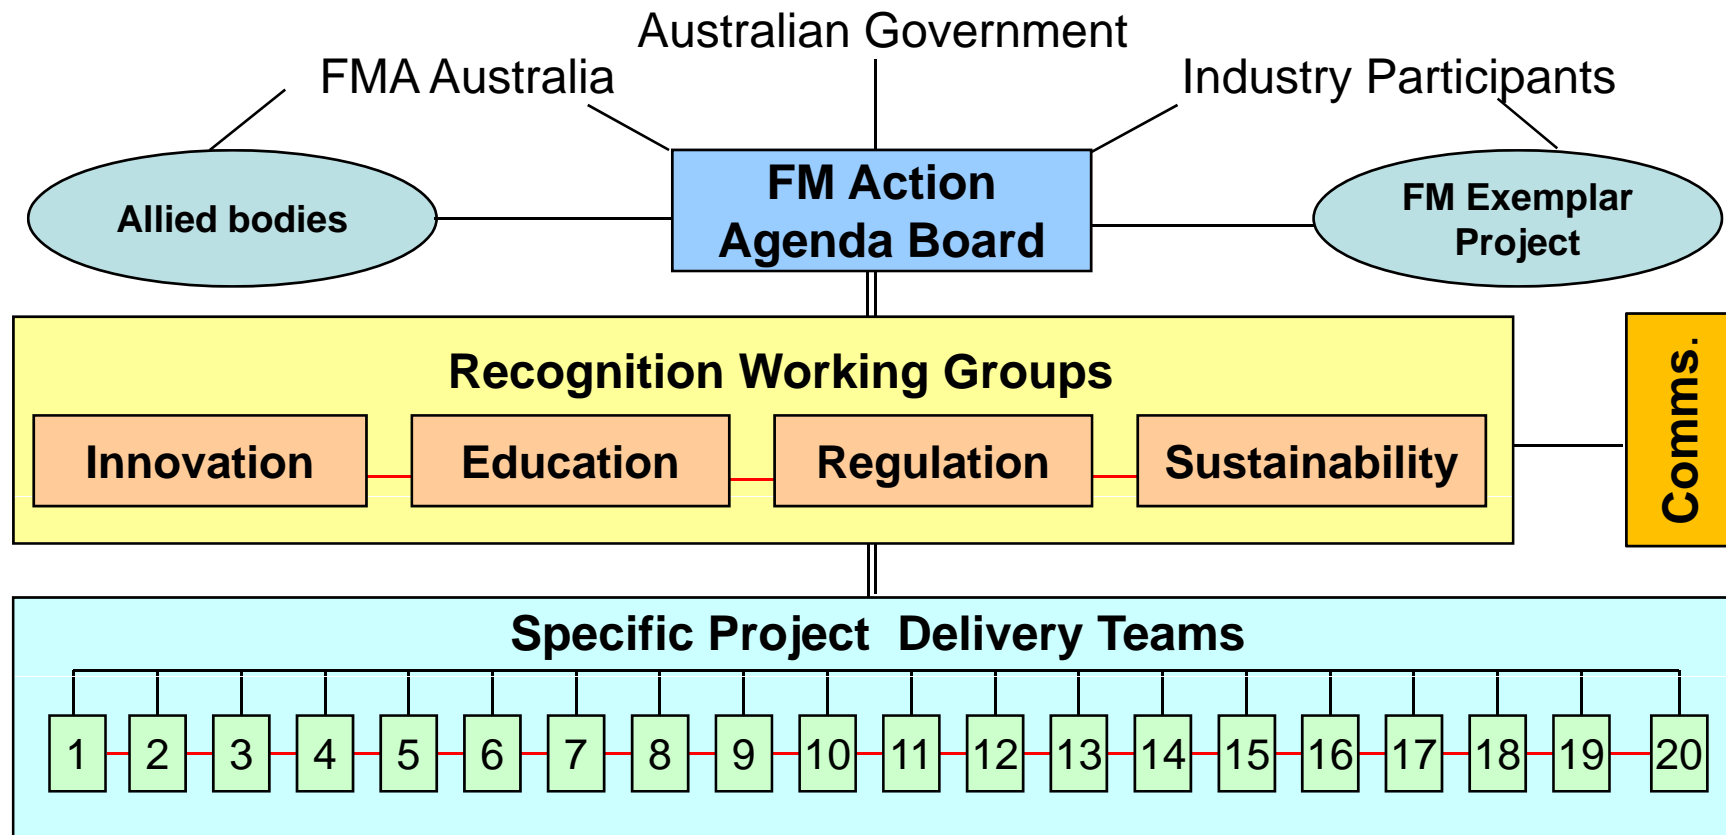 Australian Government
FMA Australia
Industry Participants
Allied bodies
FM Action
Agenda Board
FM Exemplar
Project
Recognition Working Groups
Innovation
Education
Regulation
Sustainability
Comms.
Specific Project  Delivery Teams
1 2 3 4 5 6 7 8 9 10 11 12 13 14 15 16 17 18 19 20